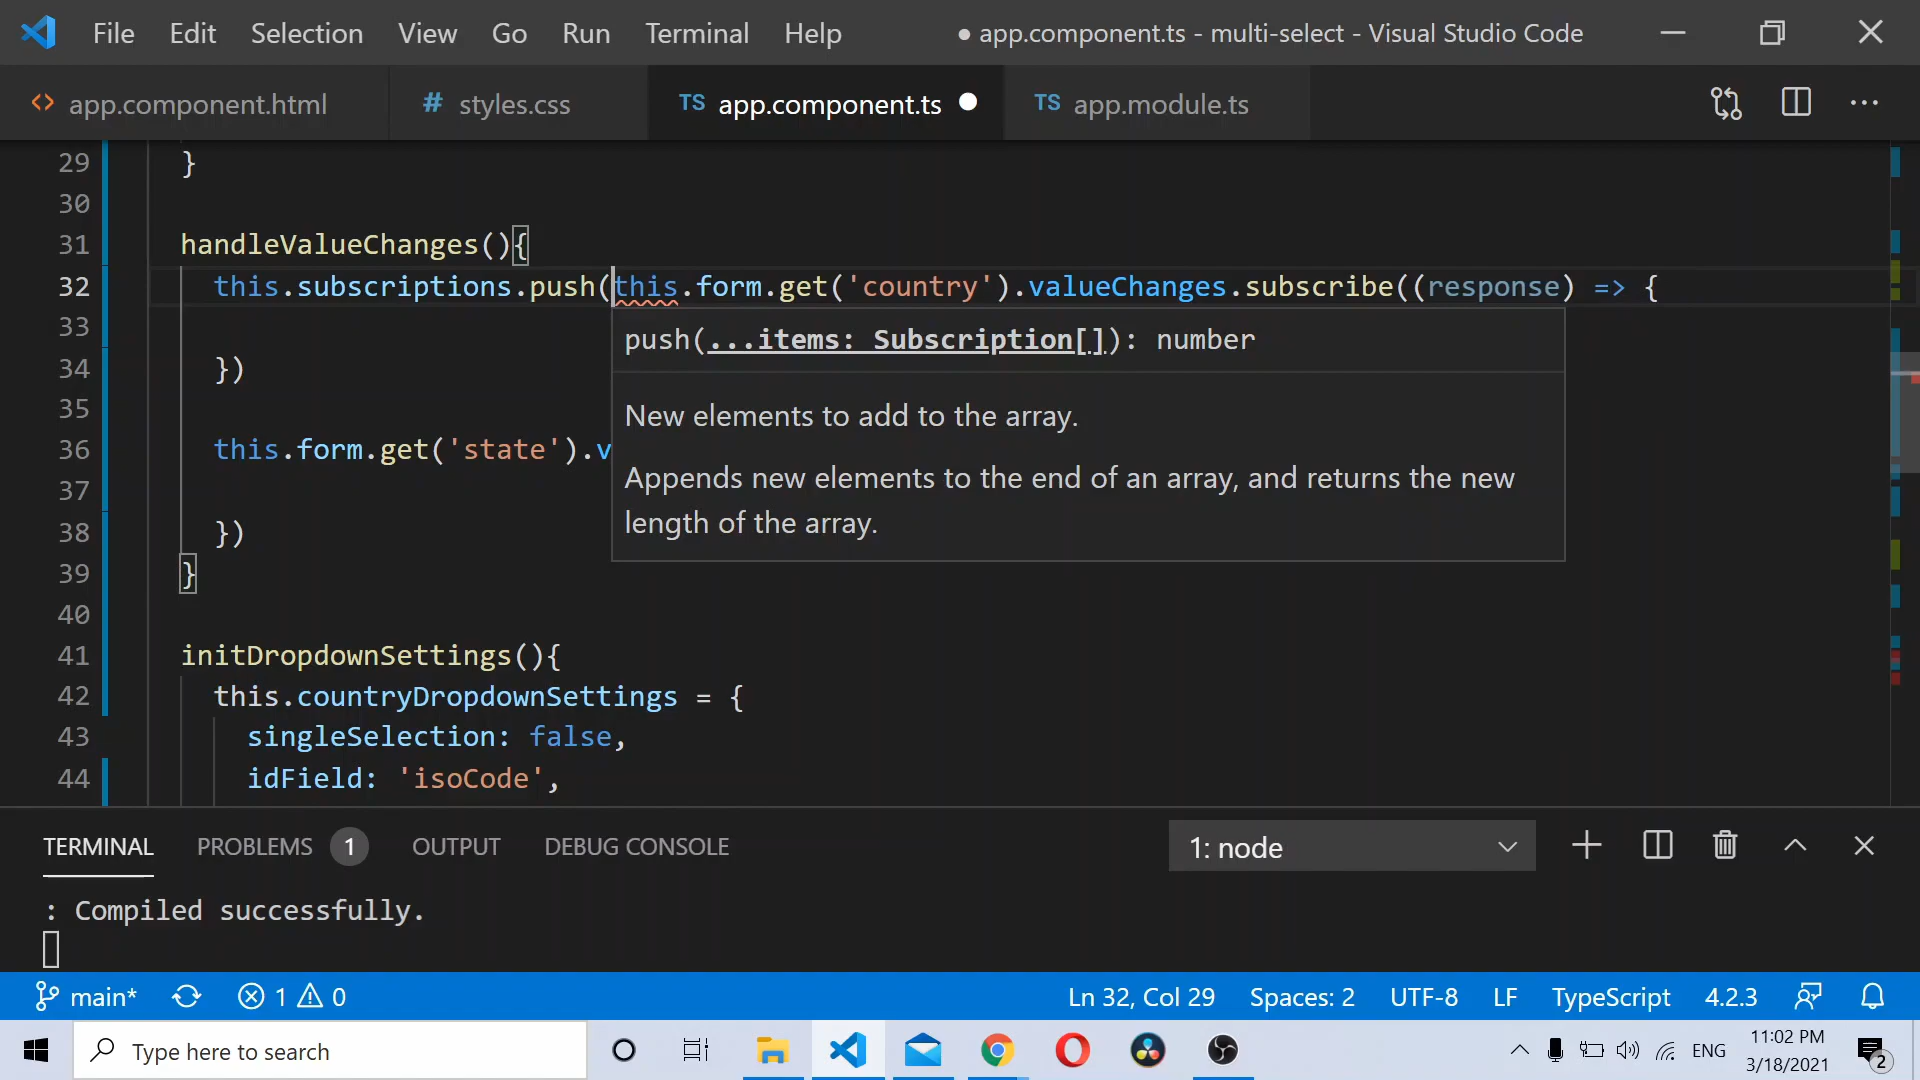 File Edit Selection View Go Run Terminal Help ● app.component.ts - multi-select - Visual Studio Code
<> app.component.html # styles.css TS app.component.ts ● TS app.module.ts ...
29 }
30
31 handleValueChanges(){
32 this.subscriptions.push(this.form.get('country').valueChanges.subscribe((response) => {
33
34 })
35
36 this.form.get('state').v
37
38 })
39 }
40
41 initDropdownSettings(){
42 this.countryDropdownSettings = {
43 singleSelection: false,
44 idField: 'isoCode',
push(...items: Subscription[]): number
New elements to add to the array.
Appends new elements to the end of an array, and returns the new
length of the array.
TERMINAL PROBLEMS 1 OUTPUT DEBUG CONSOLE 1: node
: Compiled successfully.
main* 1 0 Ln 32, Col 29 Spaces: 2 UTF-8 LF TypeScript 4.2.3
Type here to search ENG 11:02 PM
3/18/2021 2